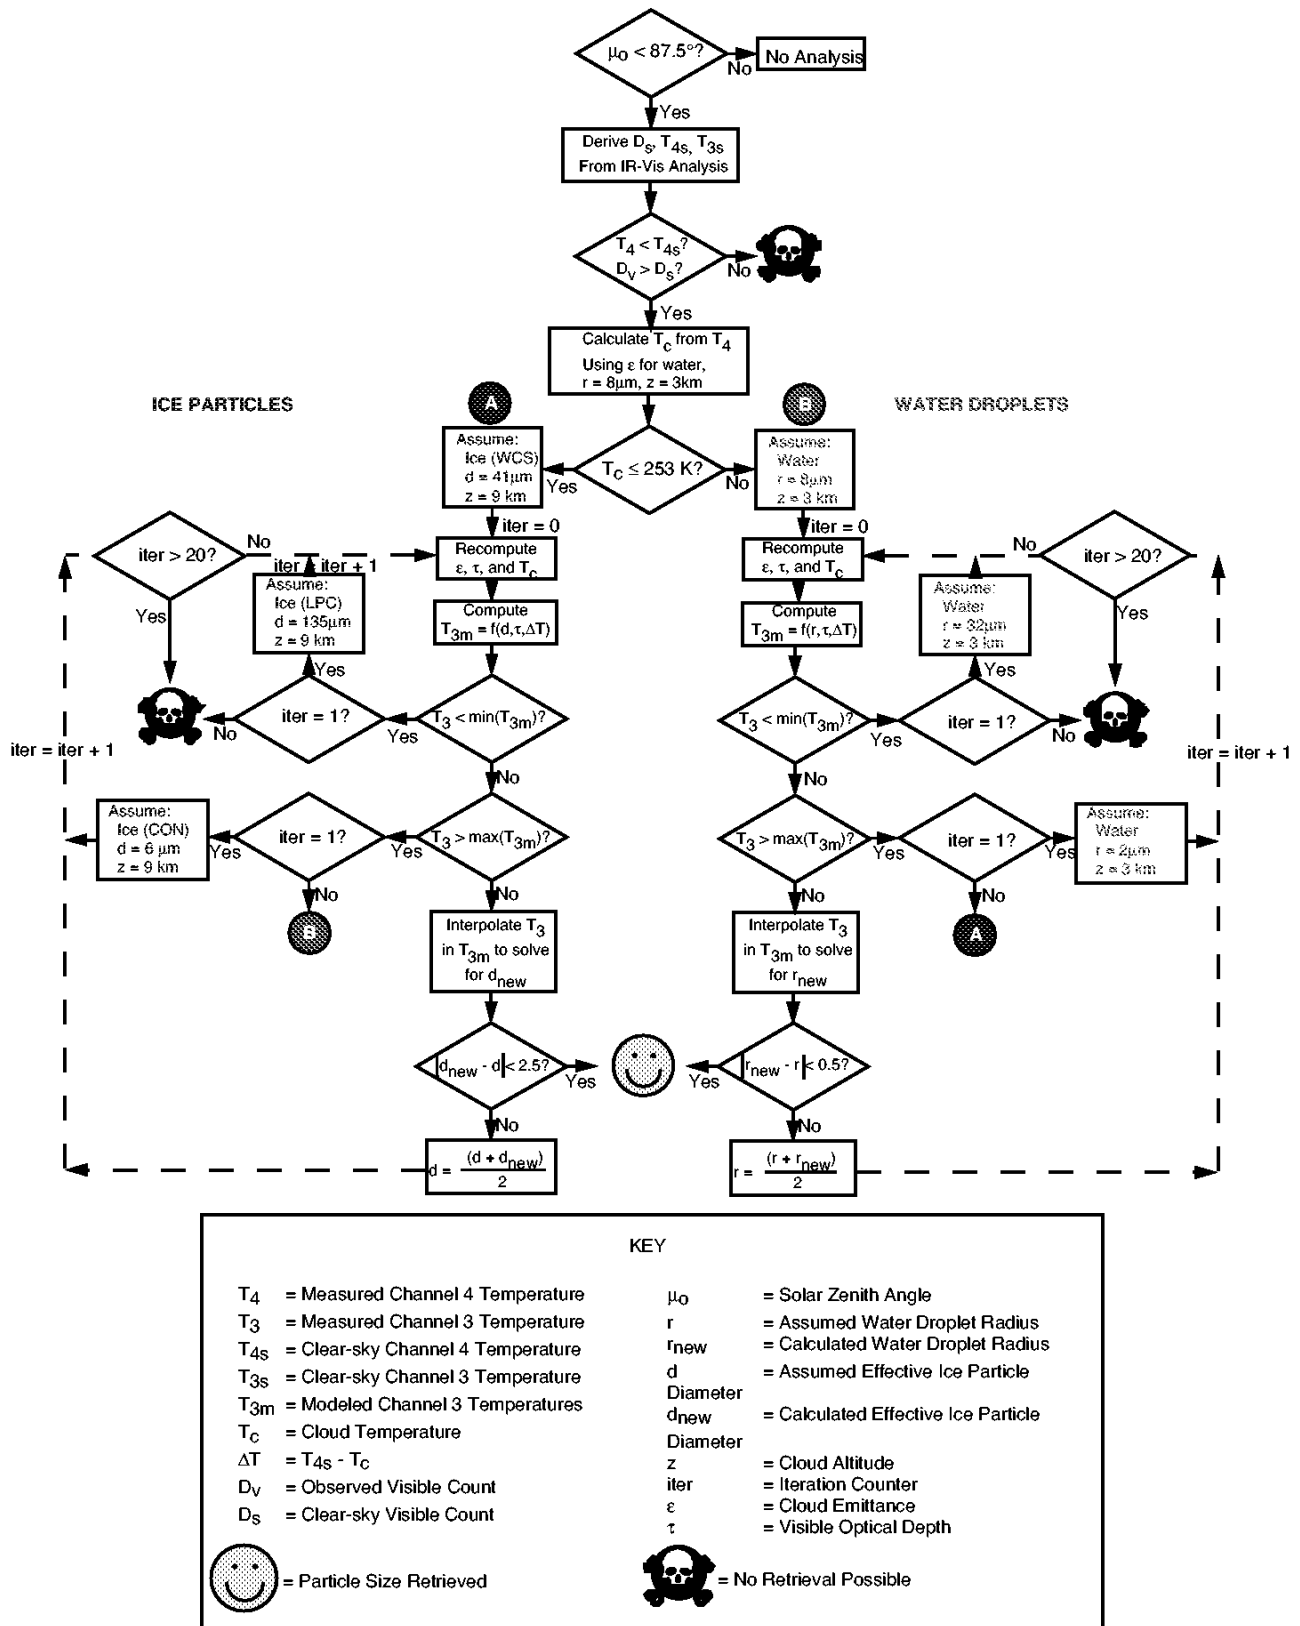 μo < 87.5°?
No
No Analysis
Yes
Derive Ds, T4s, T3s
From IR-Vis Analysis
T4 < T4s?
Dv > Ds?
No
Yes
Calculate Tc from T4
Using ε for water,
r = 8μm, z = 3km
ICE PARTICLES
A
B
WATER DROPLETS
Assume:
Ice (WCS)
d = 41μm
z = 9 km
Yes
Tc ≤ 253 K?
No
Assume:
Water
r = 8μm
z = 3 km
iter = 0
iter = 0
iter > 20?
No
iter = iter + 1
Recompute
ε, τ, and Tc
Recompute
ε, τ, and Tc
No
iter > 20?
Yes
Assume:
Ice (LPC)
d = 135μm
z = 9 km
Compute
T3m = f(d,τ,ΔT)
Compute
T3m = f(r,τ,ΔT)
Assume:
Water
r = 32μm
z = 3 km
Yes
Yes
Yes
No
iter = 1?
Yes
T3 < min(T3m)?
T3 < min(T3m)?
Yes
iter = 1?
No
iter = iter + 1
iter = iter + 1
No
No
Assume:
Ice (CON)
d = 6 μm
z = 9 km
Yes
iter = 1?
Yes
T3 > max(T3m)?
T3 > max(T3m)?
Yes
iter = 1?
Yes
Assume:
Water
r = 2μm
z = 3 km
No
No
No
No
B
A
Interpolate T3
in T3m to solve
for dnew
Interpolate T3
in T3m to solve
for rnew
|dnew - d| < 2.5?
Yes
Yes
|rnew - r| < 0.5?
No
No
d = (d + dnew)
2
r = (r + rnew)
2
KEY
T4 = Measured Channel 4 Temperature
T3 = Measured Channel 3 Temperature
T4s = Clear-sky Channel 4 Temperature
T3s = Clear-sky Channel 3 Temperature
T3m = Modeled Channel 3 Temperatures
Tc = Cloud Temperature
ΔT = T4s - Tc
Dv = Observed Visible Count
Ds = Clear-sky Visible Count
= Particle Size Retrieved
μo = Solar Zenith Angle
r = Assumed Water Droplet Radius
rnew = Calculated Water Droplet Radius
d = Assumed Effective Ice Particle
Diameter
dnew = Calculated Effective Ice Particle
Diameter
z = Cloud Altitude
iter = Iteration Counter
ε = Cloud Emittance
τ = Visible Optical Depth
= No Retrieval Possible